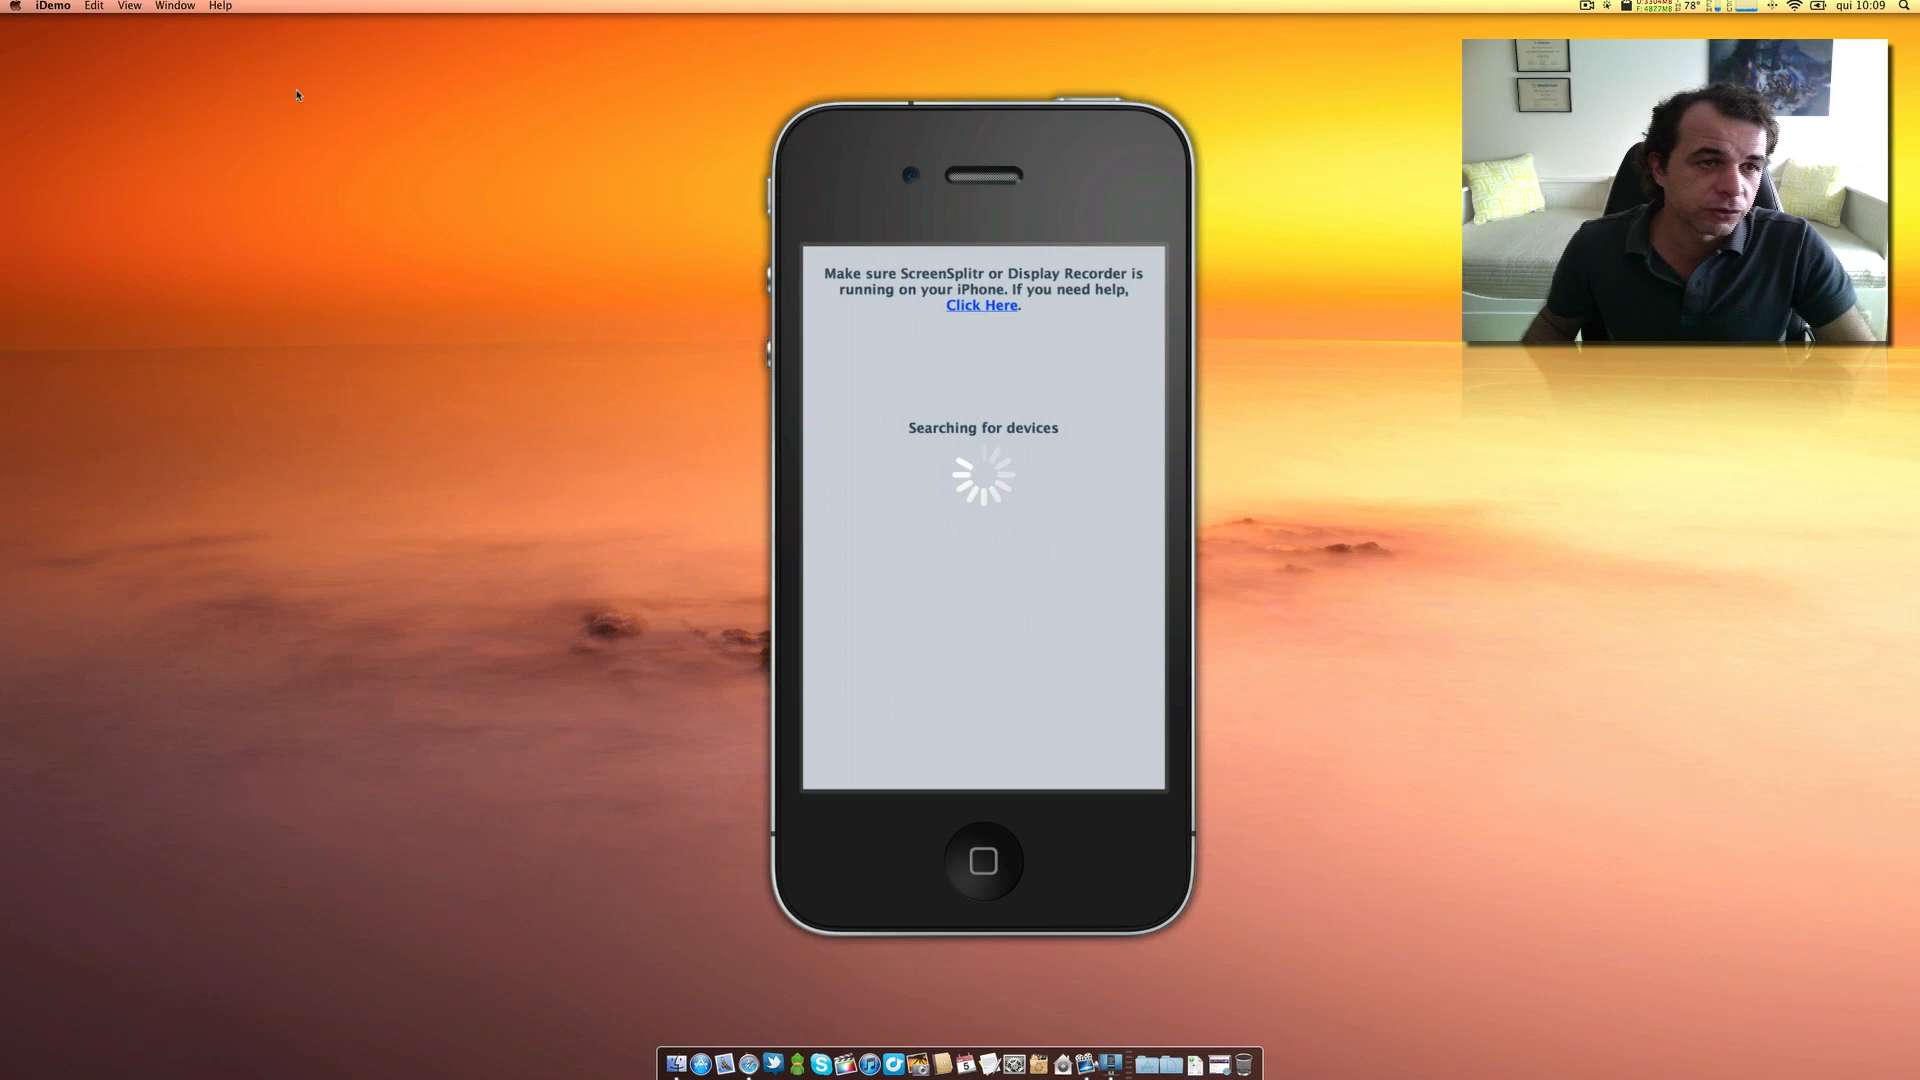 iDemo Edit View Window Help
78° qui 10:09
Make sure ScreenSplitr or Display Recorder is
running on your iPhone. If you need help,
Click Here.
Searching for devices
5